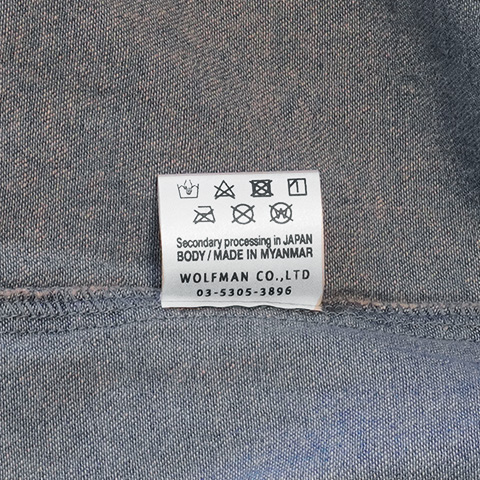 Secondary processing in JAPAN
BODY / MADE IN MYANMAR
WOLFMAN CO.,LTD
03-5305-3896